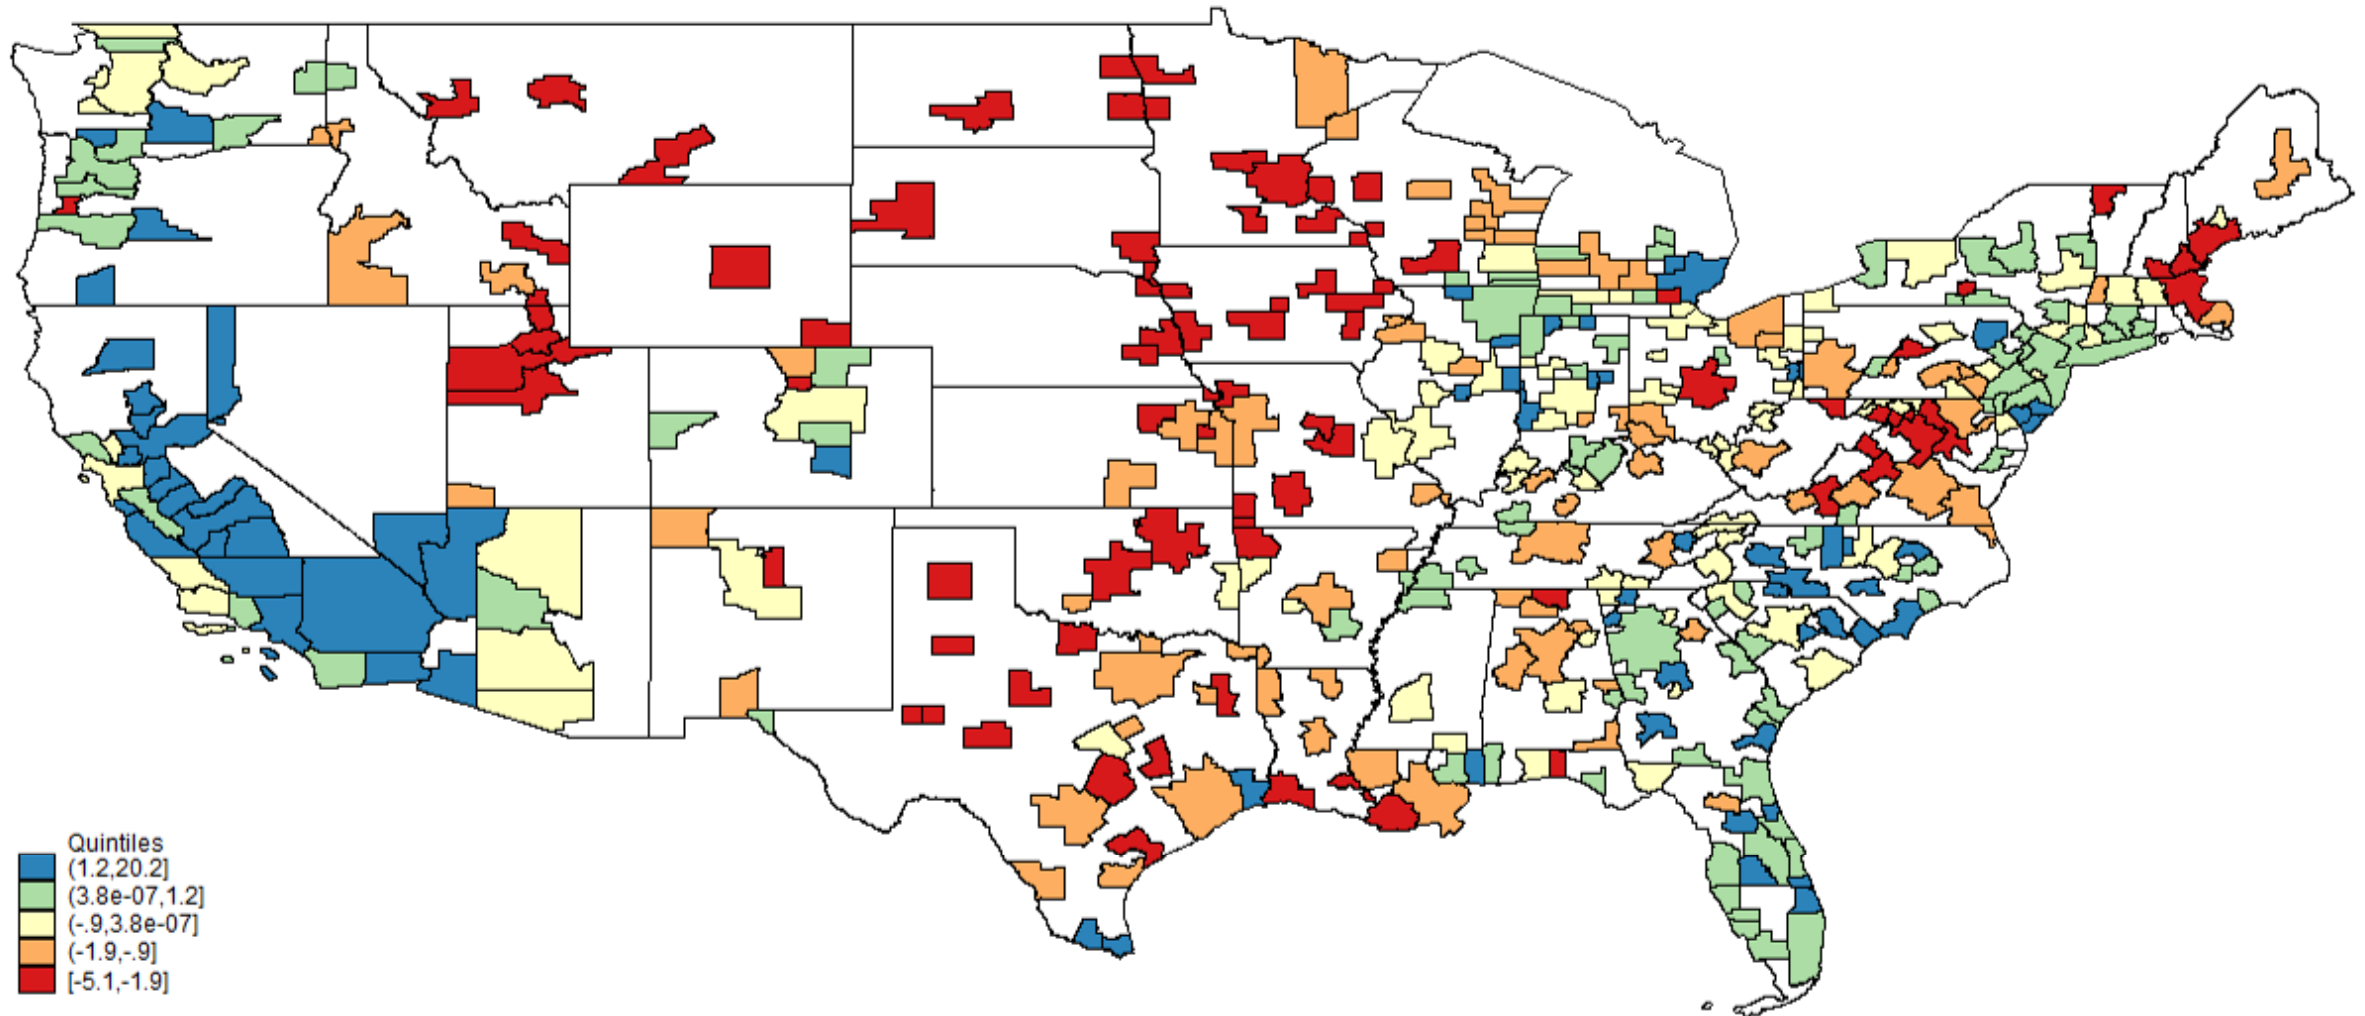 Quintiles
(1.2,20.2]
(3.8e-07,1.2]
(-.9,3.8e-07]
(-1.9,-.9]
[-5.1,-1.9]